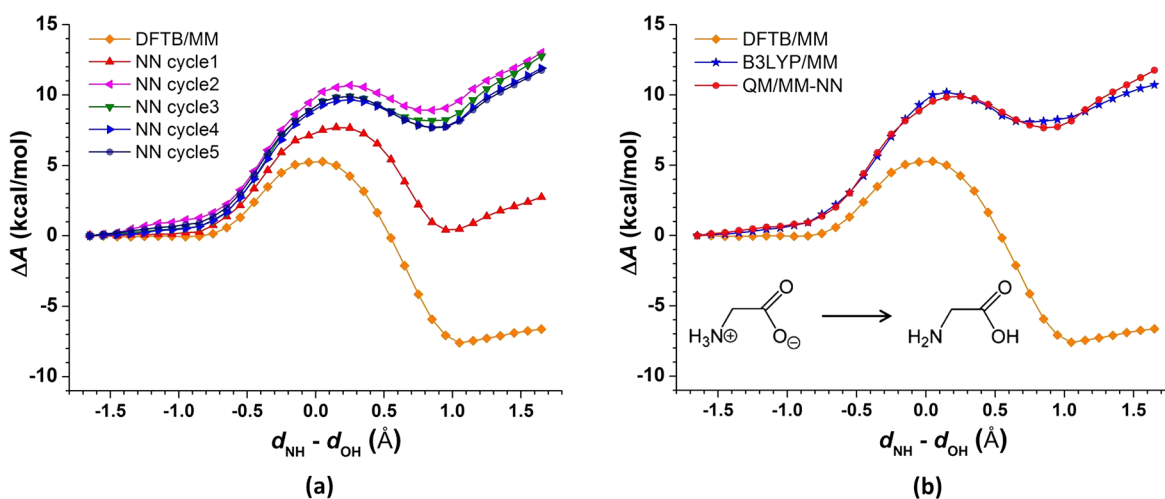 15
10
5
0
-5
-10
ΔA (kcal/mol)
DFTB/MM
NN cycle1
NN cycle2
NN cycle3
NN cycle4
NN cycle5
-1.5 -1.0 -0.5 0.0 0.5 1.0 1.5
dNH - dOH (Å)
(a)
15
10
5
0
-5
-10
ΔA (kcal/mol)
DFTB/MM
B3LYP/MM
QM/MM-NN
O
H3N⊕
O⊖
O
H2N
OH
-1.5 -1.0 -0.5 0.0 0.5 1.0 1.5
dNH - dOH (Å)
(b)